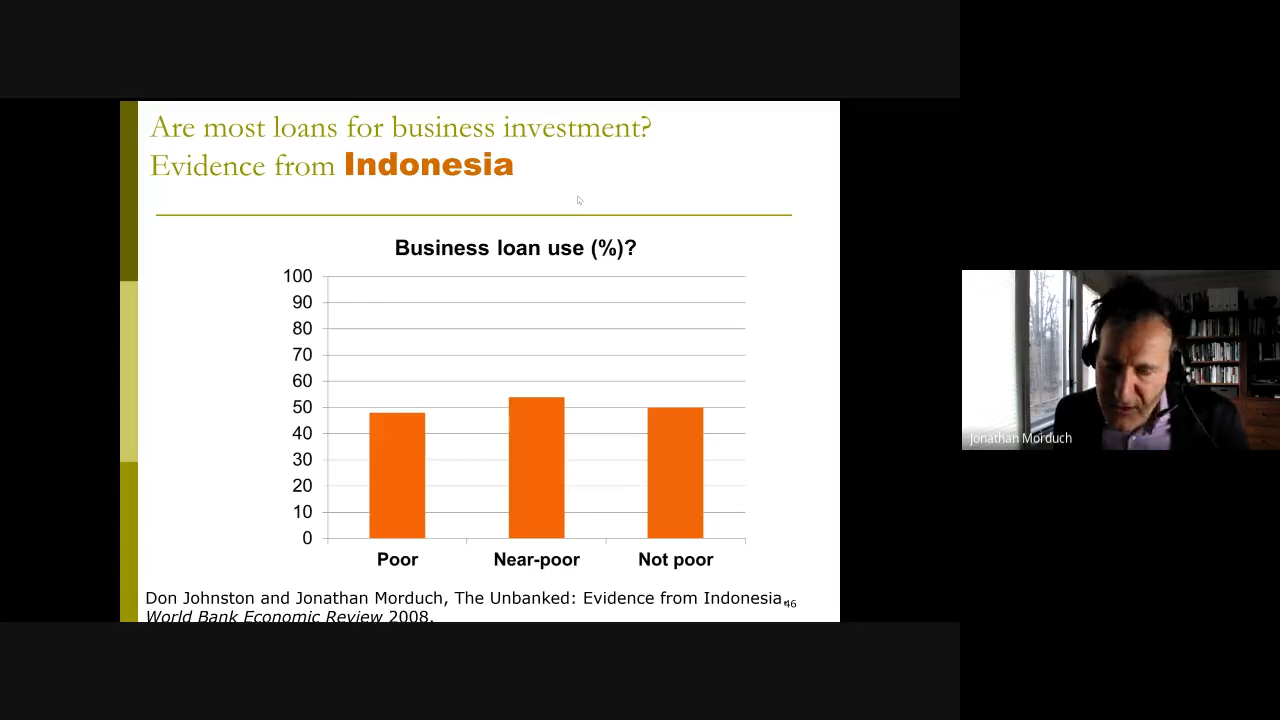 Are most loans for business investment?
Evidence from Indonesia
Business loan use (%)?
100
90
80
70
60
50
40
30
20
10
0
Poor Near-poor Not poor
Don Johnston and Jonathan Morduch, The Unbanked: Evidence from Indonesia.
46
World Bank Economic Review 2008.
Jonathan Morduch